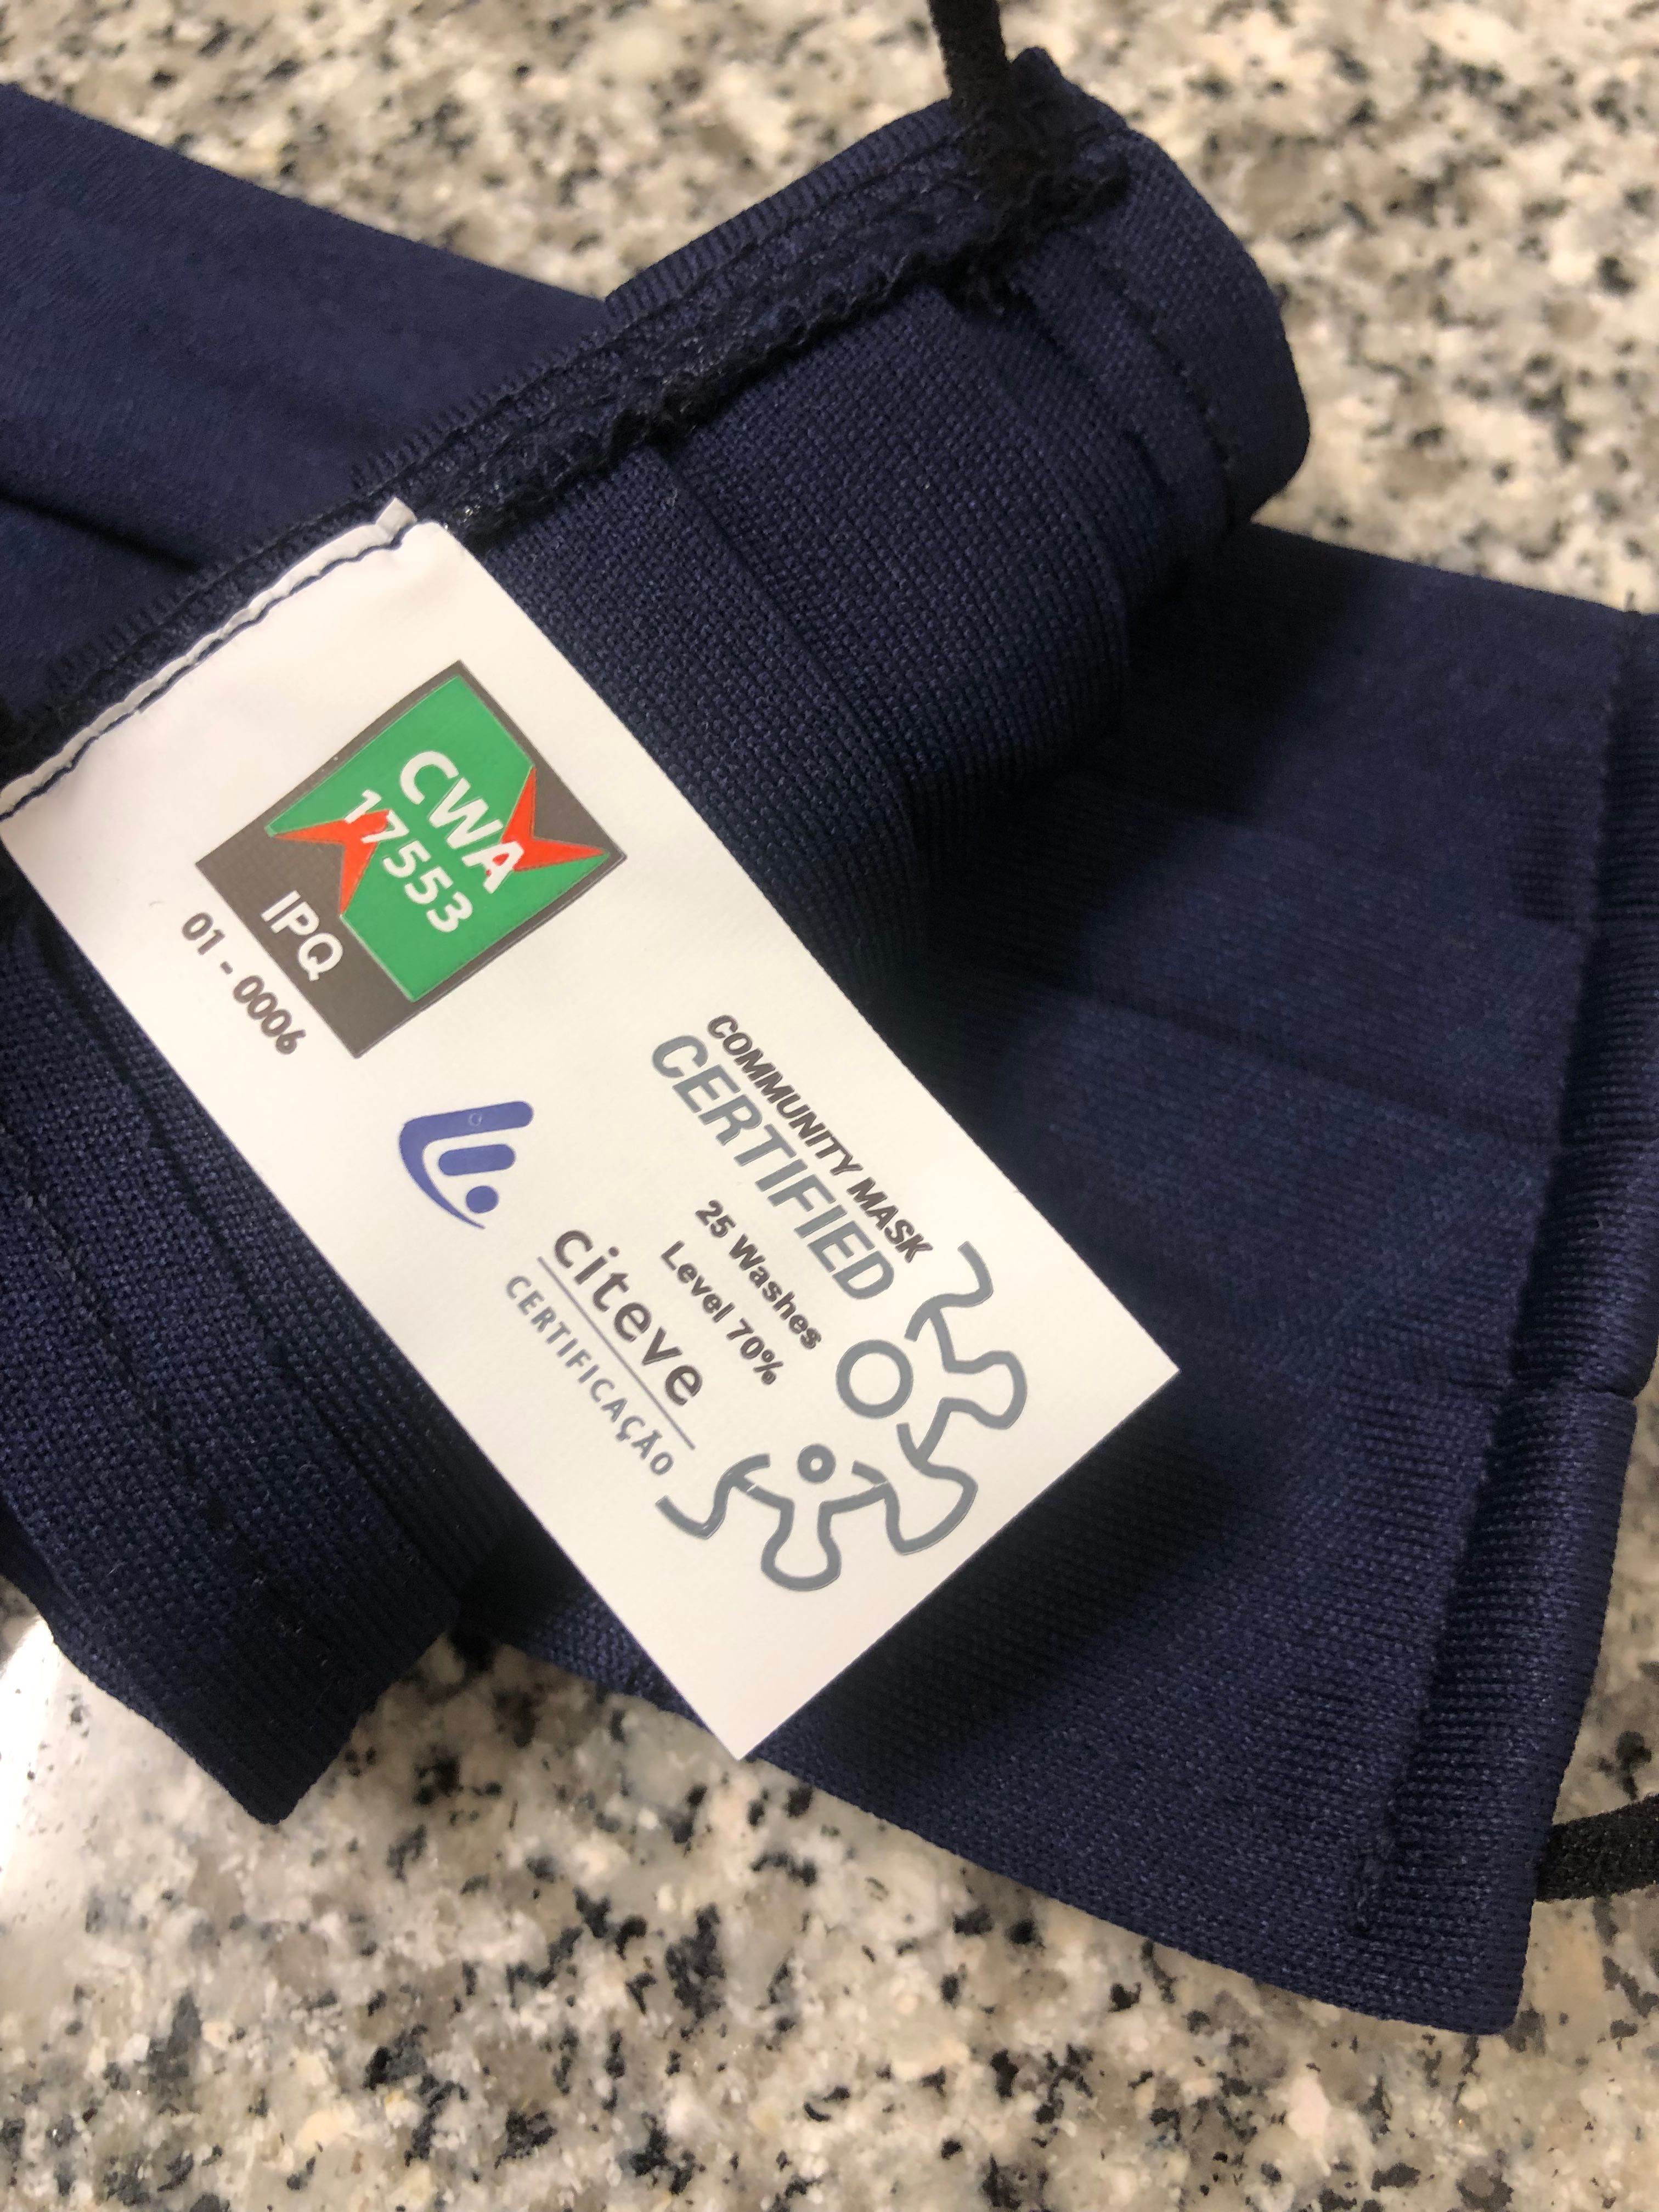 CWA
17553
IPQ
01 - 0006
COMMUNITY MASK
CERTIFIED
25 Washes
Level 70%
citeve
CERTIFICAÇÃO